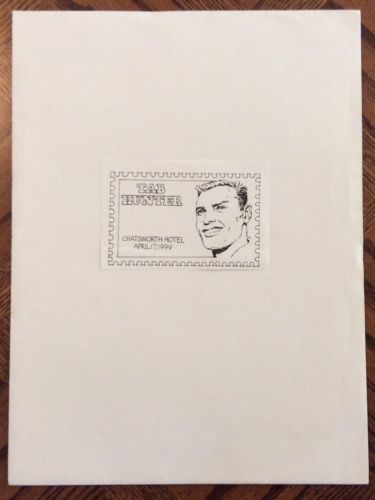 TAB
HUNTER
CHATSWORTH HOTEL
APRIL 17, 1999